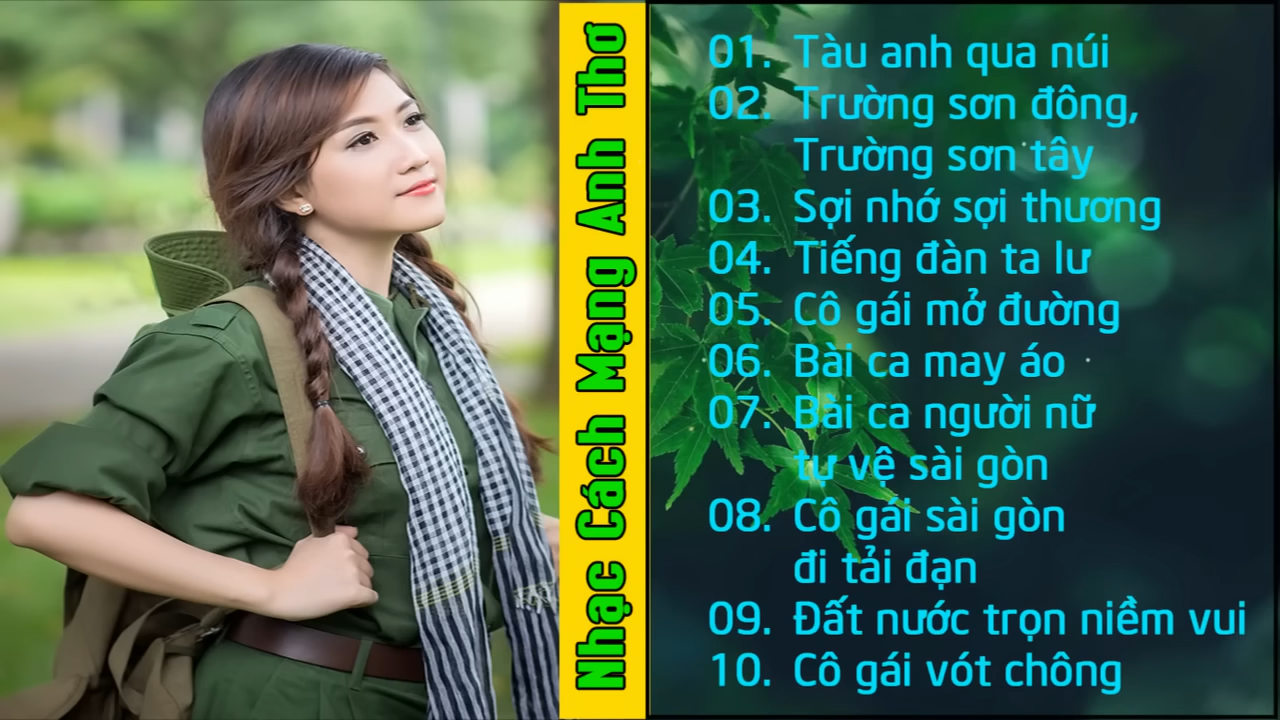 Nhạc Cách Mạng Anh Thơ
01. Tàu anh qua núi
02. Trường sơn đông,
Trường sơn tây
03. Sợi nhớ sợi thương
04. Tiếng đàn ta lư
05. Cô gái mở đường
06. Bài ca may áo
07. Bài ca người nữ
tự vệ sài gòn
08. Cô gái sài gòn
đi tải đạn
09. Đất nước trọn niềm vui
10. Cô gái vót chông